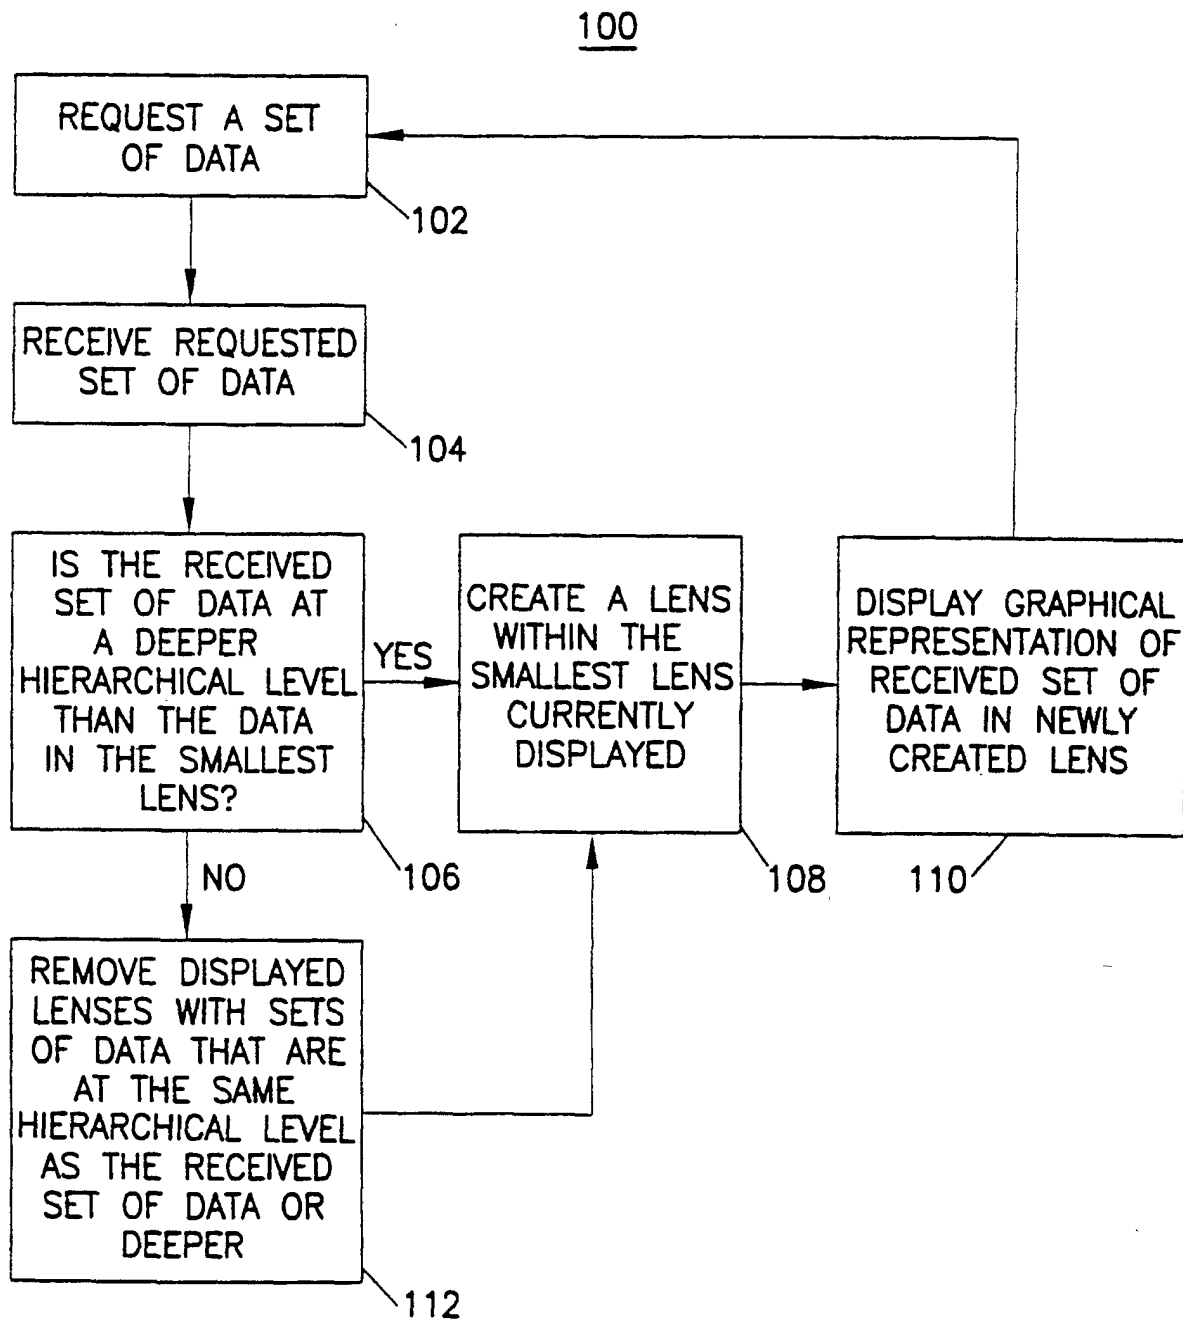 100
REQUEST A SET
OF DATA
102
RECEIVE REQUESTED
SET OF DATA
104
IS THE RECEIVED
SET OF DATA AT
A DEEPER
HIERARCHICAL LEVEL
THAN THE DATA
IN THE SMALLEST
LENS?
106
YES
NO
CREATE A LENS
WITHIN THE
SMALLEST LENS
CURRENTLY
DISPLAYED
108
DISPLAY GRAPHICAL
REPRESENTATION OF
RECEIVED SET OF
DATA IN NEWLY
CREATED LENS
110
REMOVE DISPLAYED
LENSES WITH SETS
OF DATA THAT ARE
AT THE SAME
HIERARCHICAL LEVEL
AS THE RECEIVED
SET OF DATA OR
DEEPER
112